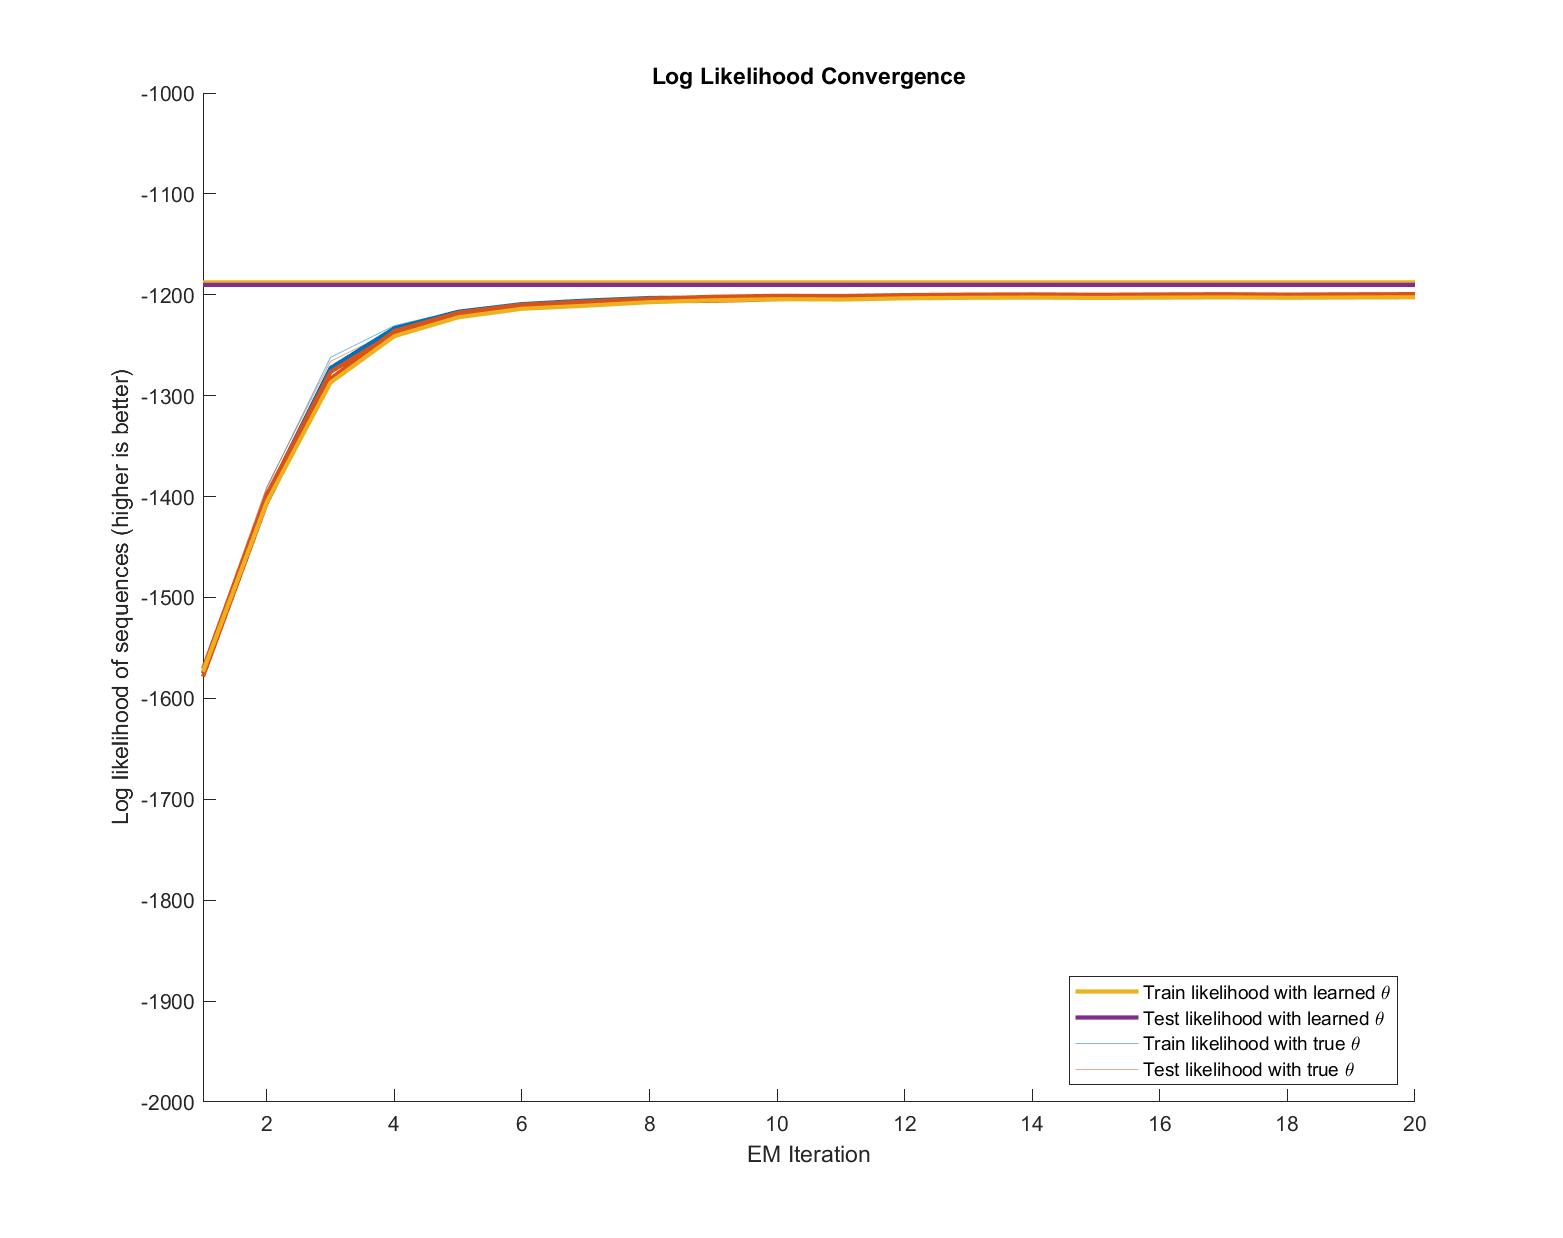 Log Likelihood Convergence
Log likelihood of sequences (higher is better)
-1000
-1100
-1200
-1300
-1400
-1500
-1600
-1700
-1800
-1900
-2000
Train likelihood with learned θ
Test likelihood with learned θ
Train likelihood with true θ
Test likelihood with true θ
2 4 6 8 10 12 14 16 18 20
EM Iteration